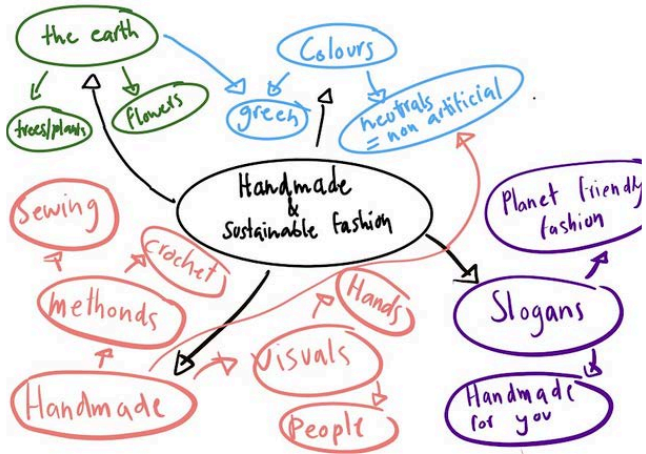 the earth
Colours
trees/plants
flowers
green
neutrals
= non artificial
Handmade
&
Sustainable fashion
Planet friendly
fashion
Sewing
crochet
methonds
Hands
Slogans
Visuals
Handmade
people
Handmade
for you